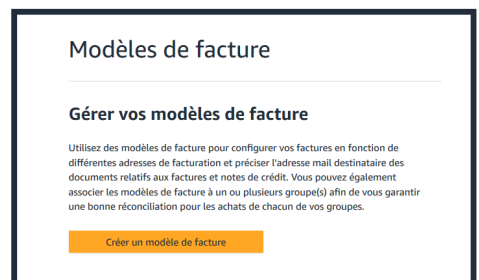 Modèles de facture
Gérer vos modèles de facture
Utilisez des modèles de facture pour configurer vos factures en fonction de
différentes adresses de facturation et préciser l'adresse mail destinataire des
documents relatifs aux factures et notes de crédit. Vous pouvez également
associer les modèles de facture à un ou plusieurs groupe(s) afin de vous garantir
une bonne réconciliation pour les achats de chacun de vos groupes.
Créer un modèle de facture